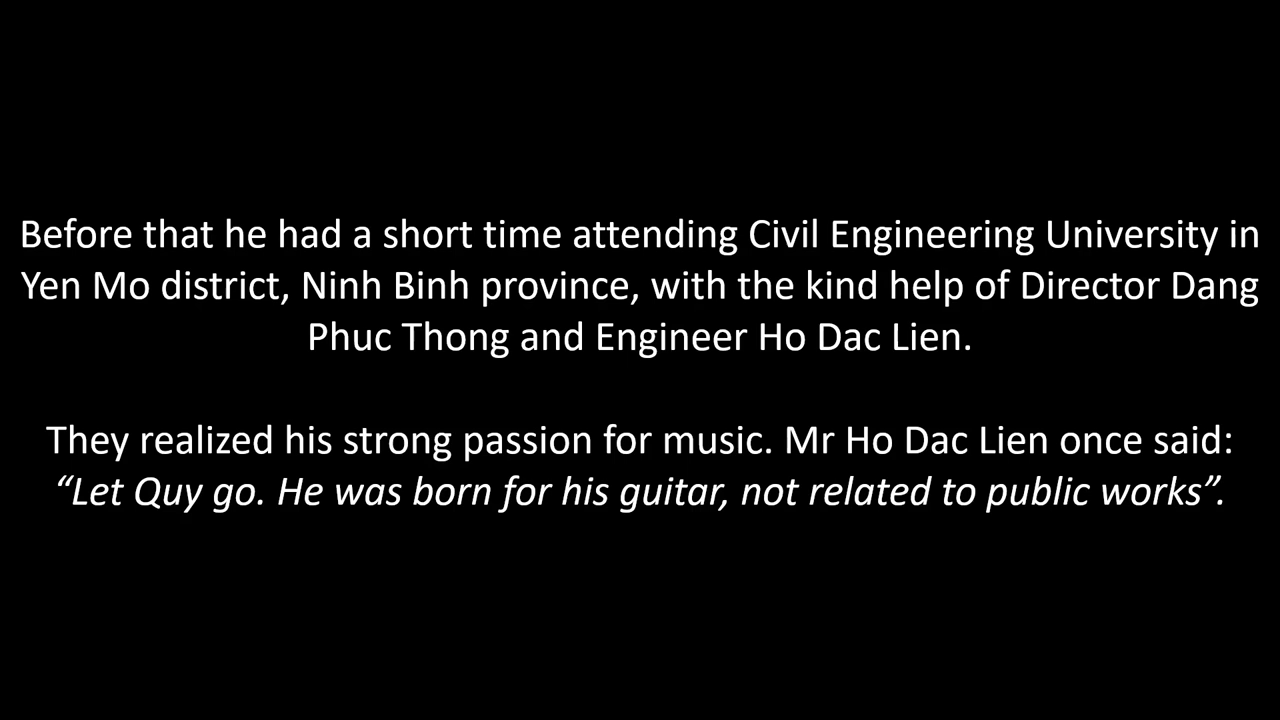 Before that he had a short time attending Civil Engineering University in
Yen Mo district, Ninh Binh province, with the kind help of Director Dang
Phuc Thong and Engineer Ho Dac Lien.
They realized his strong passion for music. Mr Ho Dac Lien once said:
“Let Quy go. He was born for his guitar, not related to public works”.